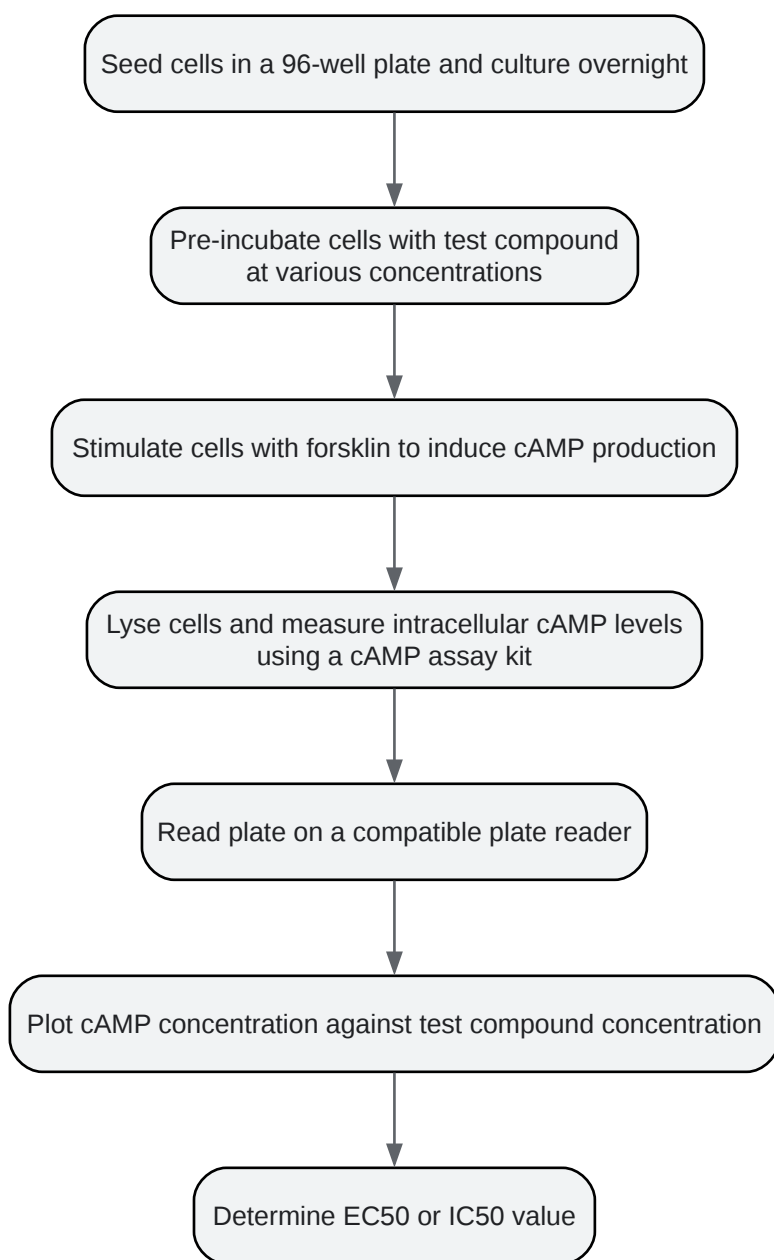 Seed cells in a 96-well plate and culture overnight
Pre-incubate cells with test compound
at various concentrations
Stimulate cells with forsklin to induce cAMP production
Lyse cells and measure intracellular cAMP levels
using a cAMP assay kit
Read plate on a compatible plate reader
Plot cAMP concentration against test compound concentration
Determine EC50 or IC50 value